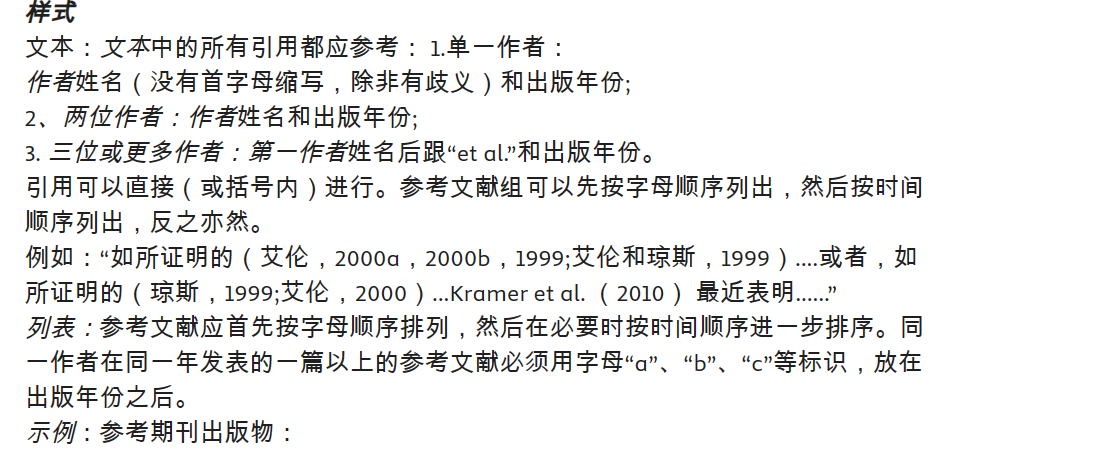 样式
文本：文本中的所有引用都应参考： 1.单一作者：
作者姓名（没有首字母缩写，除非有歧义）和出版年份;
2、两位作者：作者姓名和出版年份;
3. 三位或更多作者：第一作者姓名后跟“et al.”和出版年份。
引用可以直接（或括号内）进行。参考文献组可以先按字母顺序列出，然后按时间
顺序列出，反之亦然。
例如：“如所证明的（艾伦，2000a，2000b，1999;艾伦和琼斯，1999）....或者，如
所证明的（琼斯，1999;艾伦，2000）...Kramer et al.（2010） 最近表明......”
列表：参考文献应首先按字母顺序排列，然后在必要时按时间顺序进一步排序。同
一作者在同一年发表的一篇以上的参考文献必须用字母“a”、“b”、“c”等标识，放在
出版年份之后。
示例：参考期刊出版物：